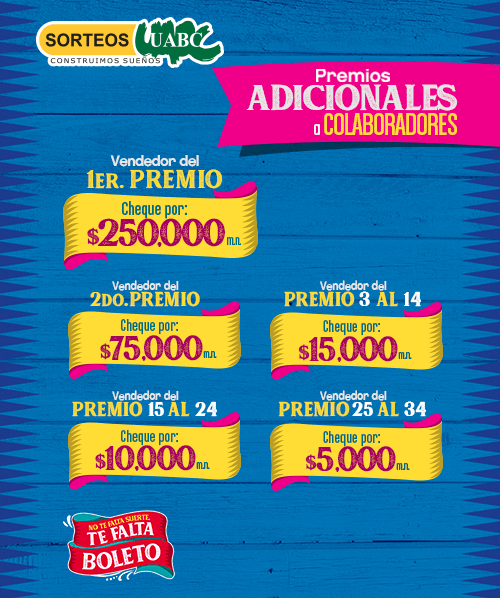 SORTEOS UABC
CONSTRUIMOS SUEÑOS
Premios
ADICIONALES
a COLABORADORES
Vendedor del
1ER. PREMIO
Cheque por:
$250,000 m.n.
Vendedor del
2DO. PREMIO
Cheque por:
$75,000 m.n.
Vendedor del
PREMIO 3 AL 14
Cheque por:
$15,000 m.n.
Vendedor del
PREMIO 15 AL 24
Cheque por:
$10,000 m.n.
Vendedor del
PREMIO 25 AL 34
Cheque por:
$5,000 m.n.
NO TE FALTA SUERTE
TE FALTA
BOLETO